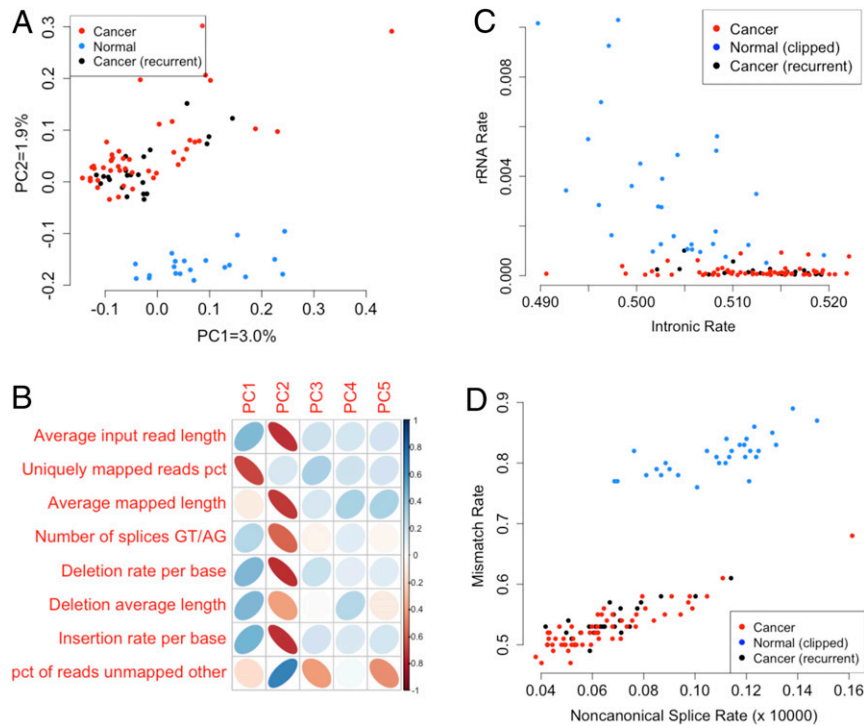 A
Cancer
Normal
Cancer (recurrent)
0.3
0.2
0.1
0.0
-0.1
-0.2
PC2=1.9%
-0.1 0.0 0.1 0.2 0.3 0.4
PC1=3.0%
C
Cancer
Normal (clipped)
Cancer (recurrent)
0.008
0.004
0.000
rRNA Rate
0.490 0.500 0.510 0.520
Intronic Rate
B
PC1 PC2 PC3 PC4 PC5
Average input read length
Uniquely mapped reads pct
Average mapped length
Number of splices GT/AG
Deletion rate per base
Deletion average length
Insertion rate per base
pct of reads unmapped other
1
0.8
0.6
0.4
0.2
0
-0.2
-0.4
-0.6
-0.8
-1
D
0.9
0.8
0.7
0.6
0.5
Mismatch Rate
Cancer
Normal (clipped)
Cancer (recurrent)
0.04 0.06 0.08 0.10 0.12 0.14 0.16
Noncanonical Splice Rate (x 10000)